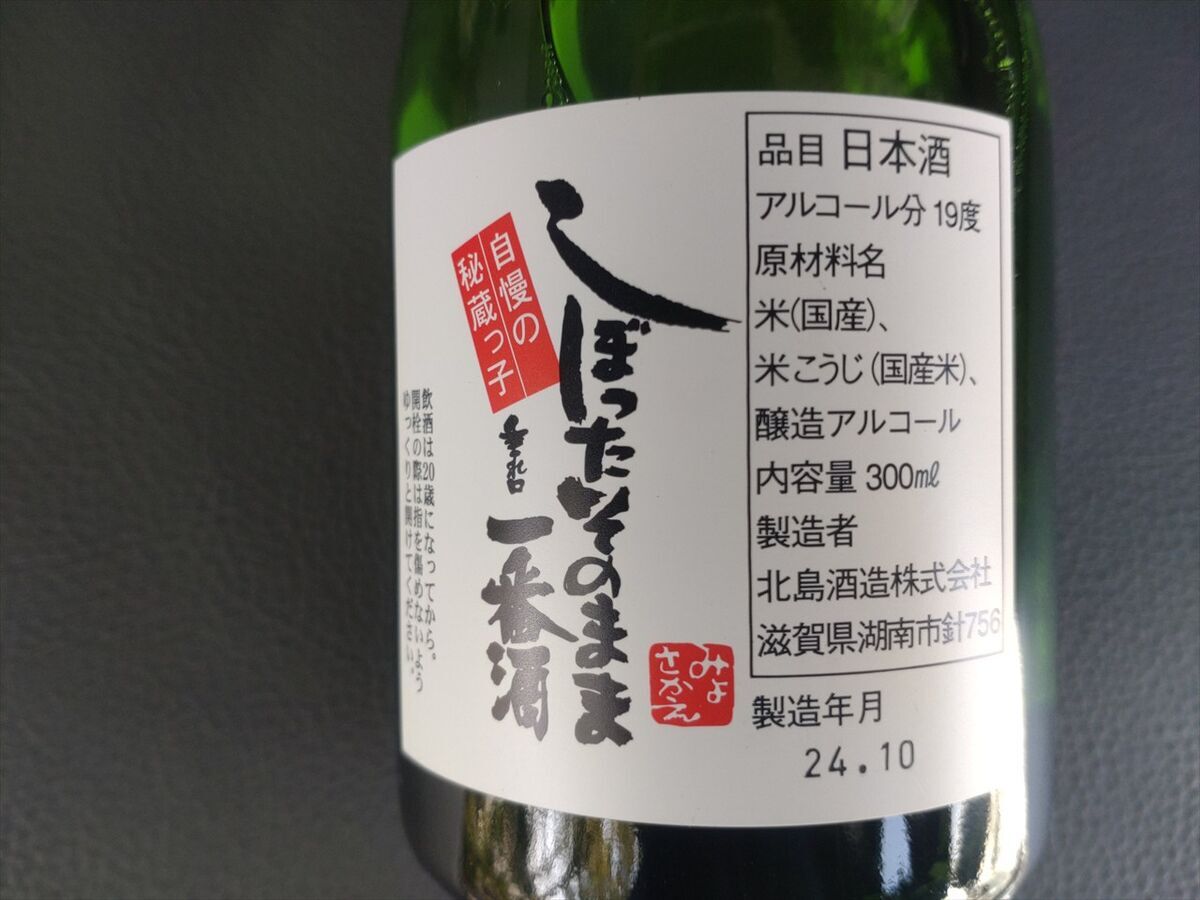 しぼったそのまま
一番酒
自慢の
秘蔵っ子
飲酒は20歳になってから。
開栓の際は指を傷めないよう
ゆっくりと開けてください。
みよ
さかえ
品目 日本酒
アルコール分 19度
原材料名
米(国産)、
米こうじ(国産米)、
醸造アルコール
内容量 300㎖
製造者
北島酒造株式会社
滋賀県湖南市針756
製造年月
24.10